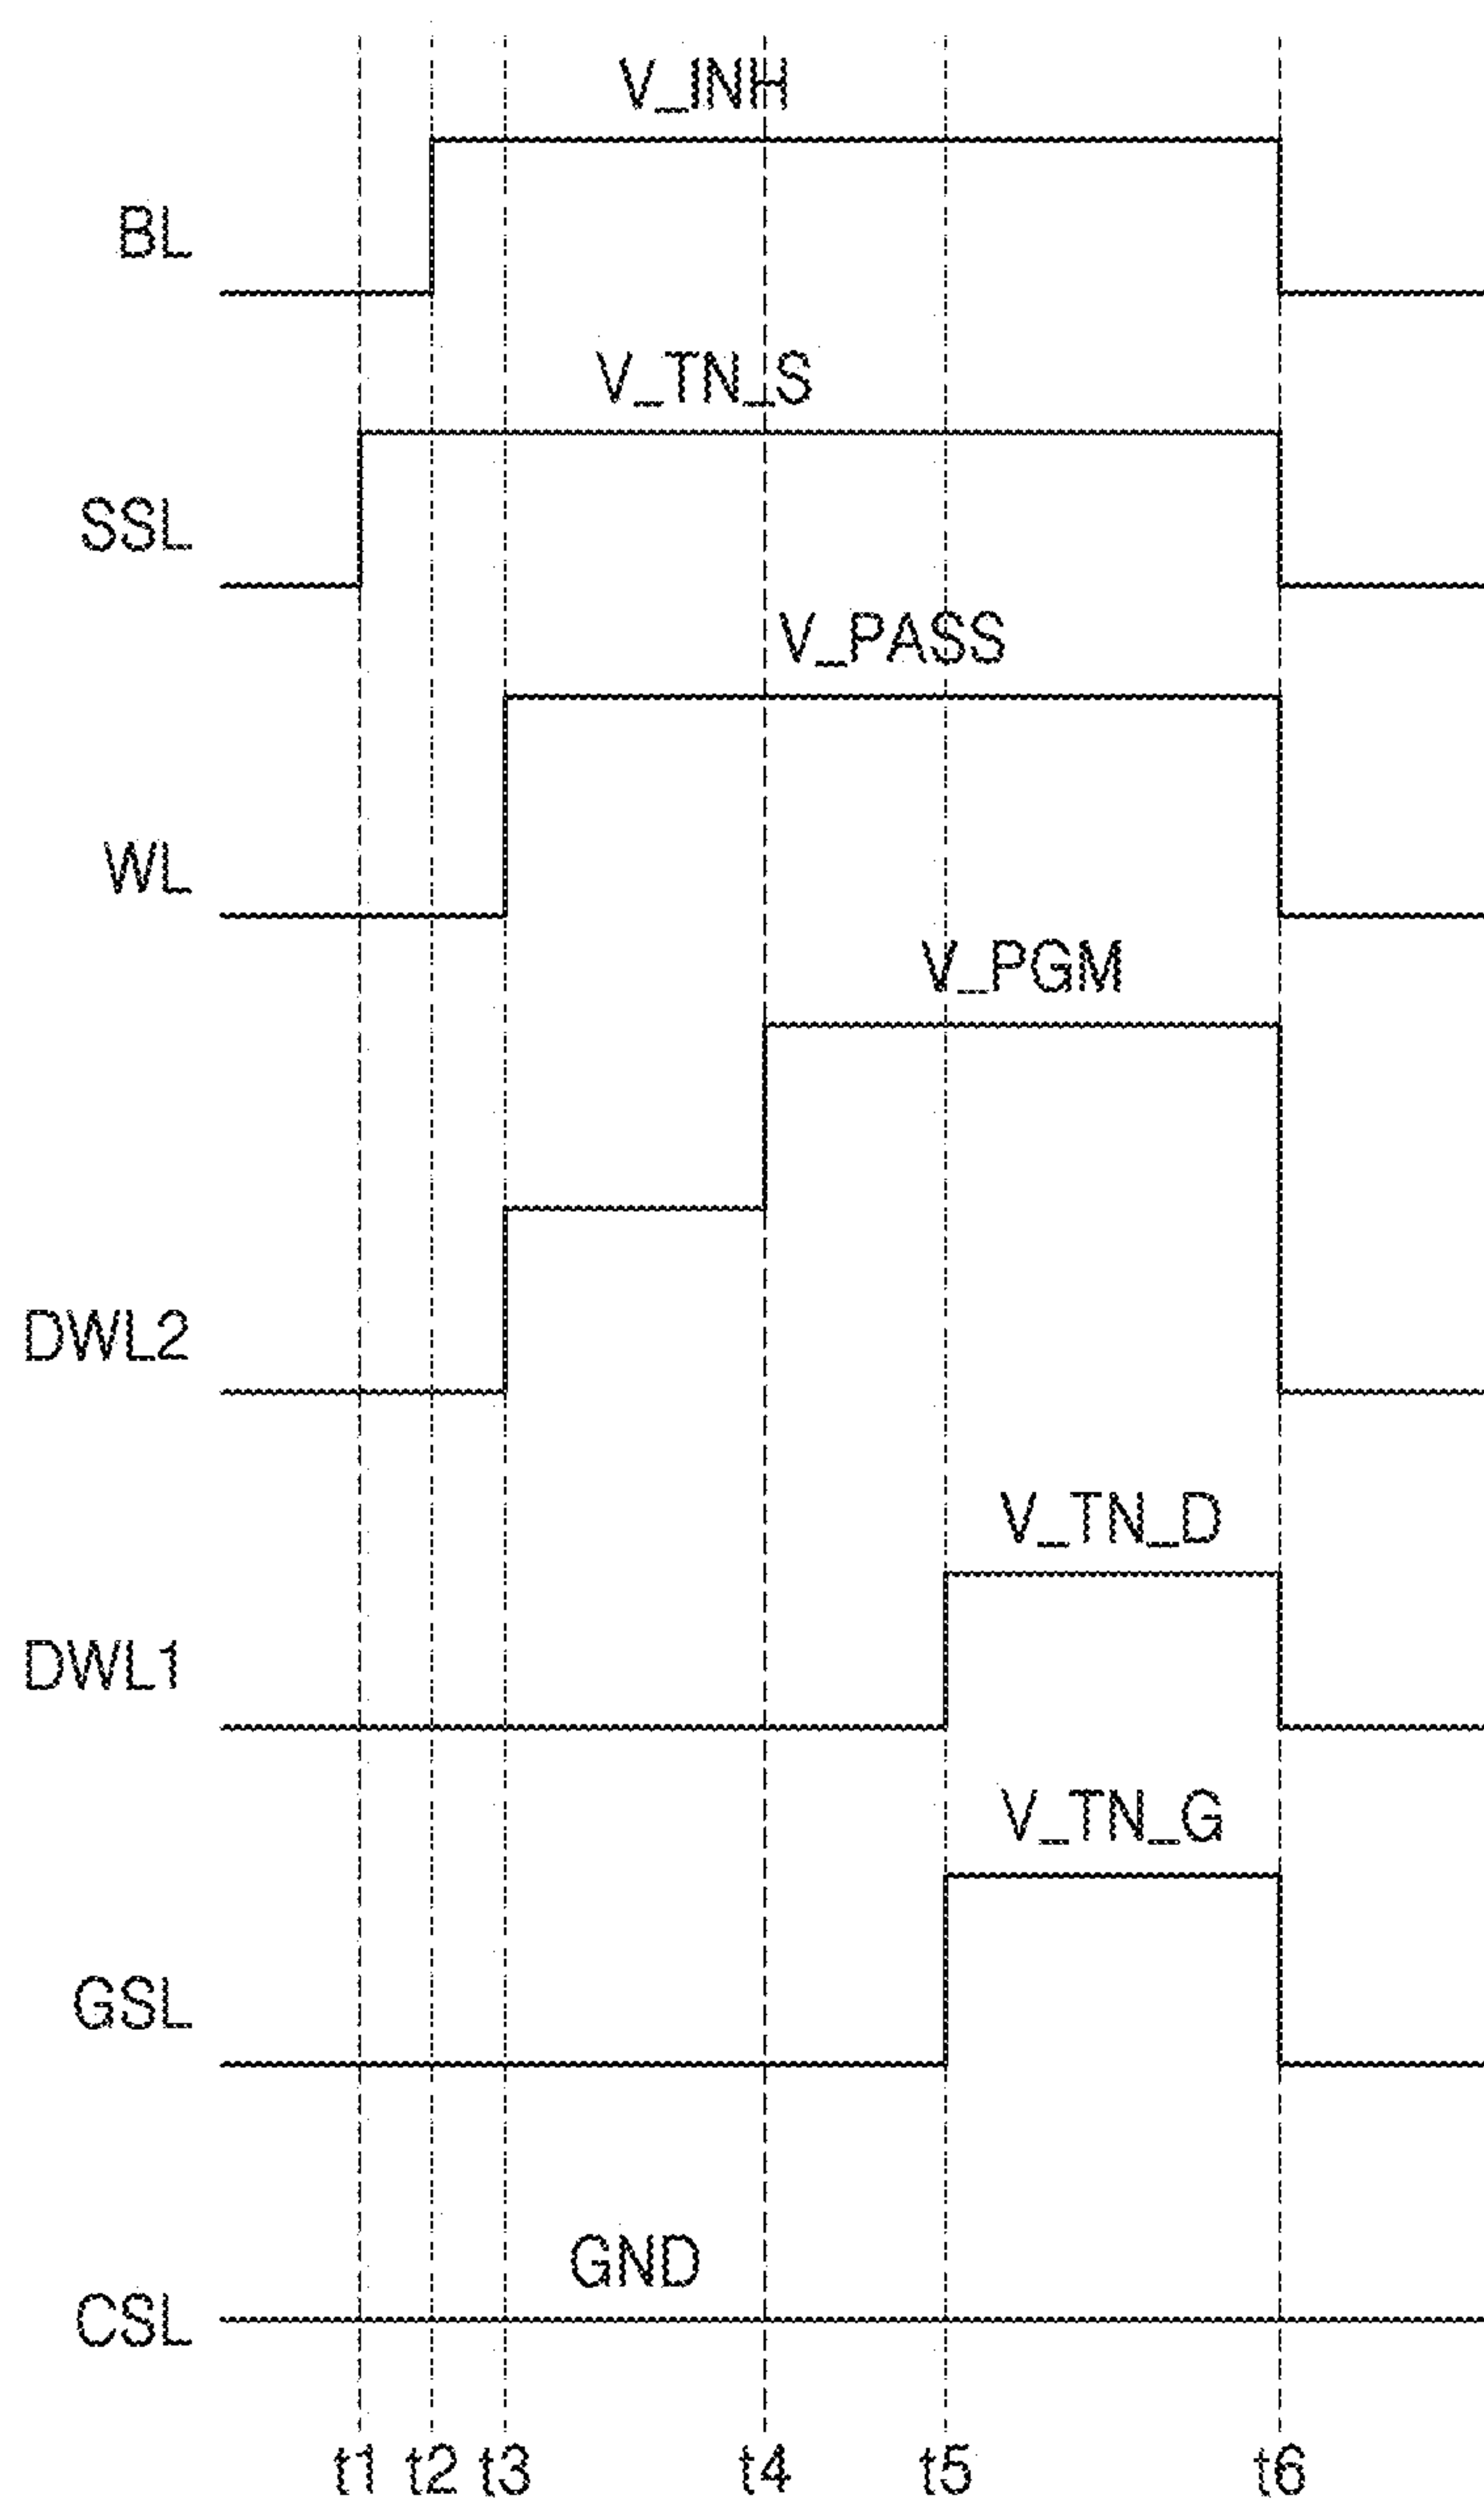 V_INH
BL
V_TN_S
SSL
V_PASS
WL
V_PGM
DWL2
V_TN_D
DWL1
V_TN_G
GSL
GND
CSL
t1 t2 t3 t4 t5 t6